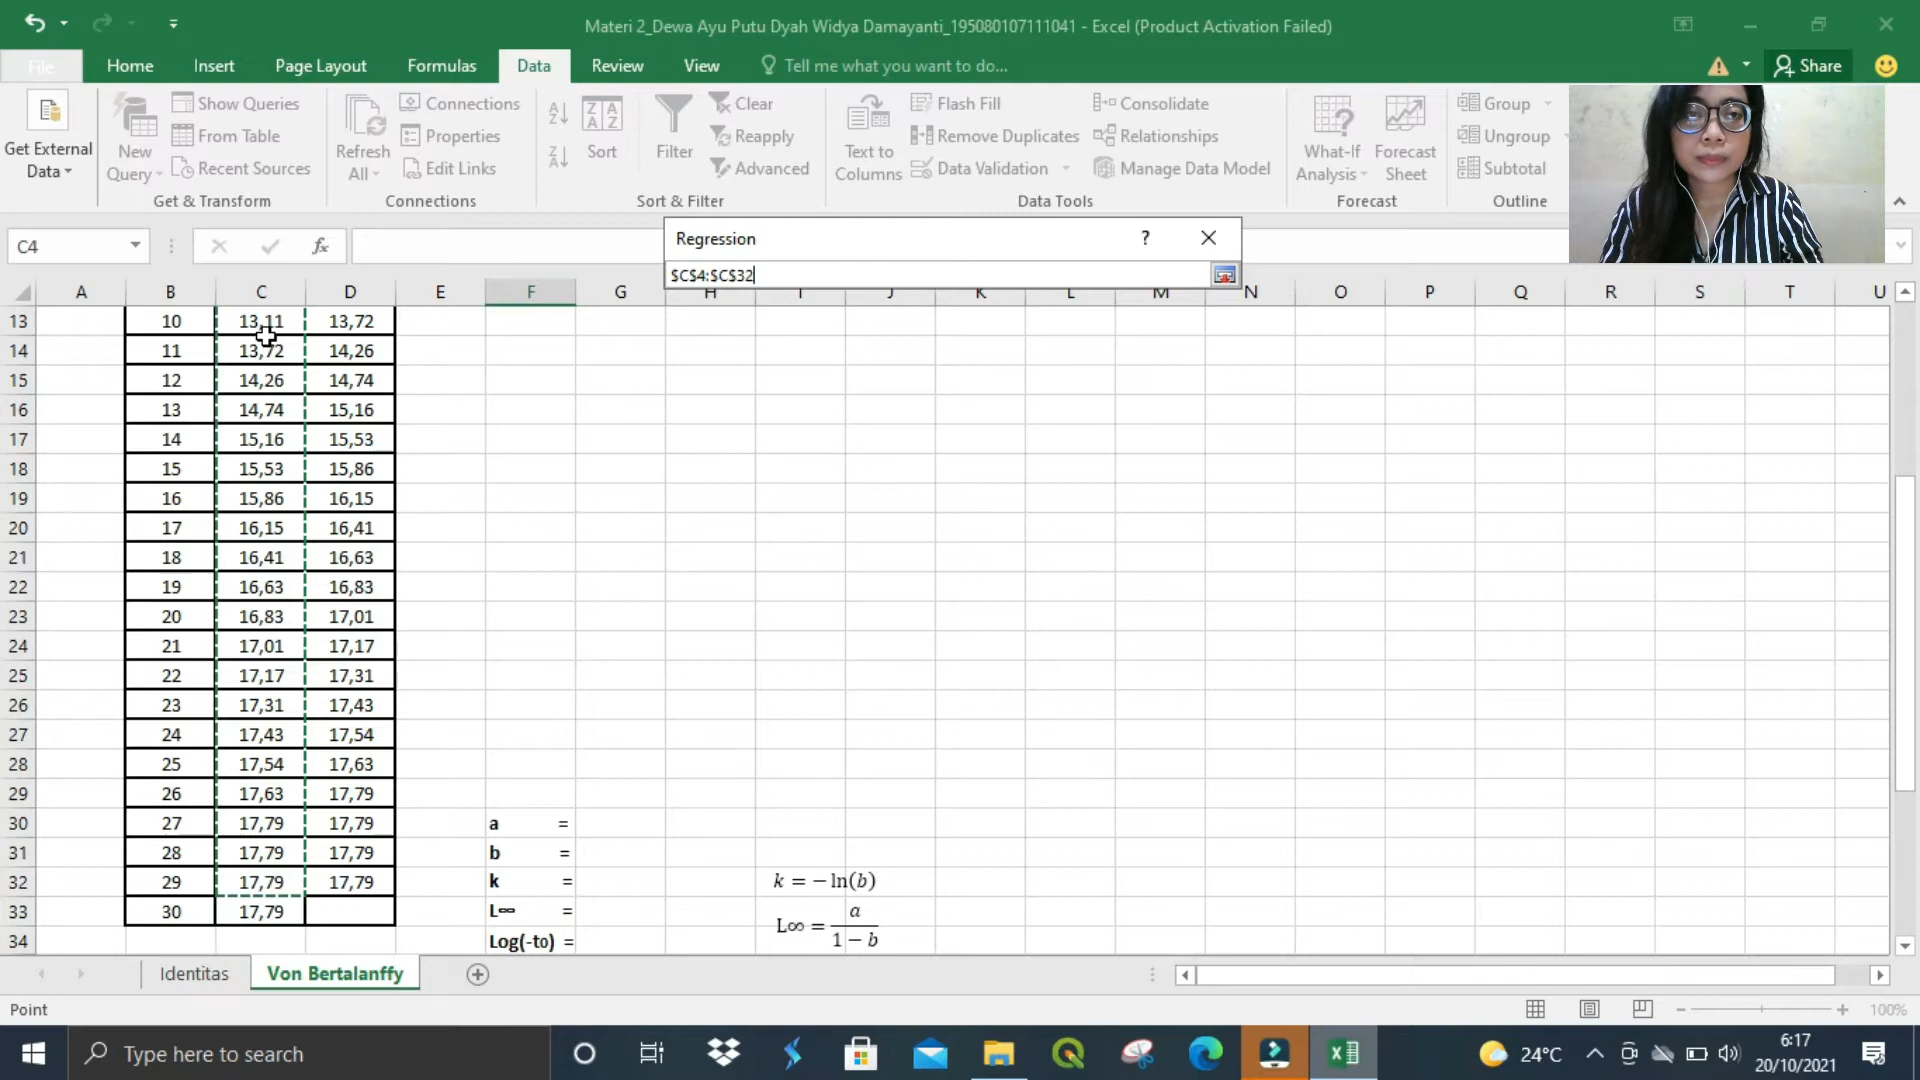 Materi 2_Dewa Ayu Putu Dyah Widya Damayanti_195080107111041 - Excel (Product Activation Failed)
File Home Insert Page Layout Formulas Data Review View Tell me what you want to do... Share
Get External Data
New Query
Show Queries
From Table
Recent Sources
Get & Transform
Refresh All
Connections
Properties
Edit Links
Connections
Sort
Filter
Clear
Reapply
Advanced
Sort & Filter
Text to Columns
Flash Fill
Remove Duplicates
Data Validation
Consolidate
Relationships
Manage Data Model
Data Tools
What-If Analysis
Forecast Sheet
Forecast
Group
Ungroup
Subtotal
Outline
C4
fx
Regression ?
$C$4:$C$32
A B C D E F G H I J K L M N O P Q R S T U
13 10 13,11 13,72
14 11 13,72 14,26
15 12 14,26 14,74
16 13 14,74 15,16
17 14 15,16 15,53
18 15 15,53 15,86
19 16 15,86 16,15
20 17 16,15 16,41
21 18 16,41 16,63
22 19 16,63 16,83
23 20 16,83 17,01
24 21 17,01 17,17
25 22 17,17 17,31
26 23 17,31 17,43
27 24 17,43 17,54
28 25 17,54 17,63
29 26 17,63 17,79
30 27 17,79 17,79 a =
31 28 17,79 17,79 b =
32 29 17,79 17,79 k = k = − ln(b)
33 30 17,79 L∞ = L∞ = a / 1 − b
34 Log(-to) =
Identitas Von Bertalanffy
Point 100%
Type here to search
24°C
6:17
20/10/2021